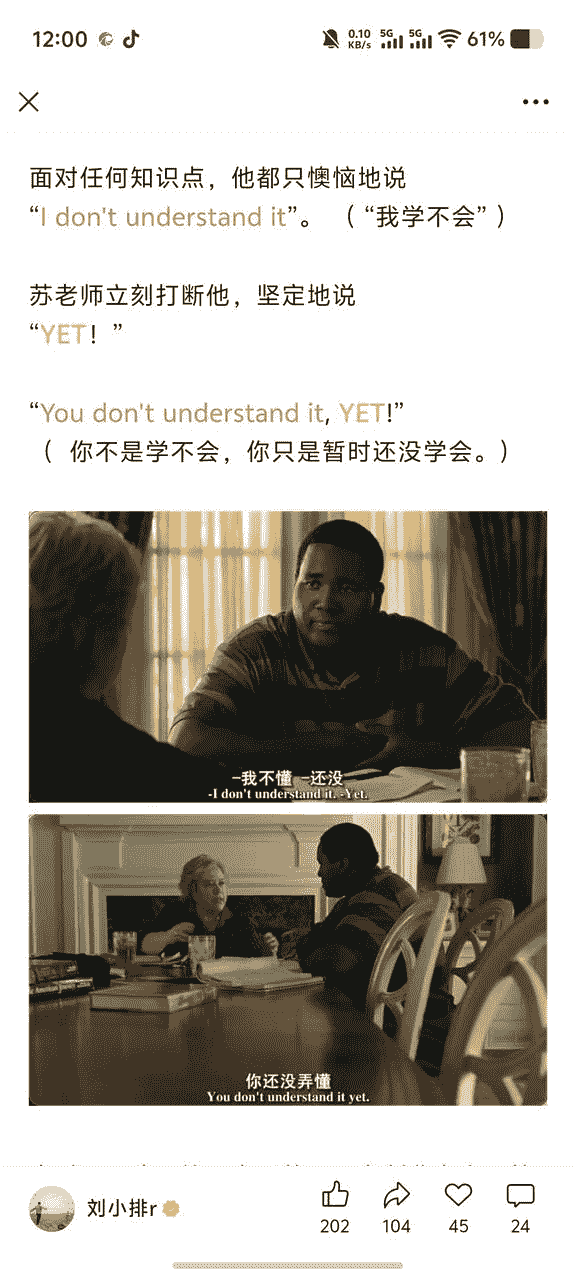 12:00
0.10
KB/s
5G
5G
61%
面对任何知识点，他都只懊恼地说
“I don't understand it”。 （ “我学不会” ）
苏老师立刻打断他，坚定地说
“YET！”
“You don't understand it, YET!”
（ 你不是学不会，你只是暂时还没学会。）
–我不懂 –还没
-I don't understand it. -Yet.
你还没弄懂
You don't understand it yet.
刘小排r
202
104
45
24